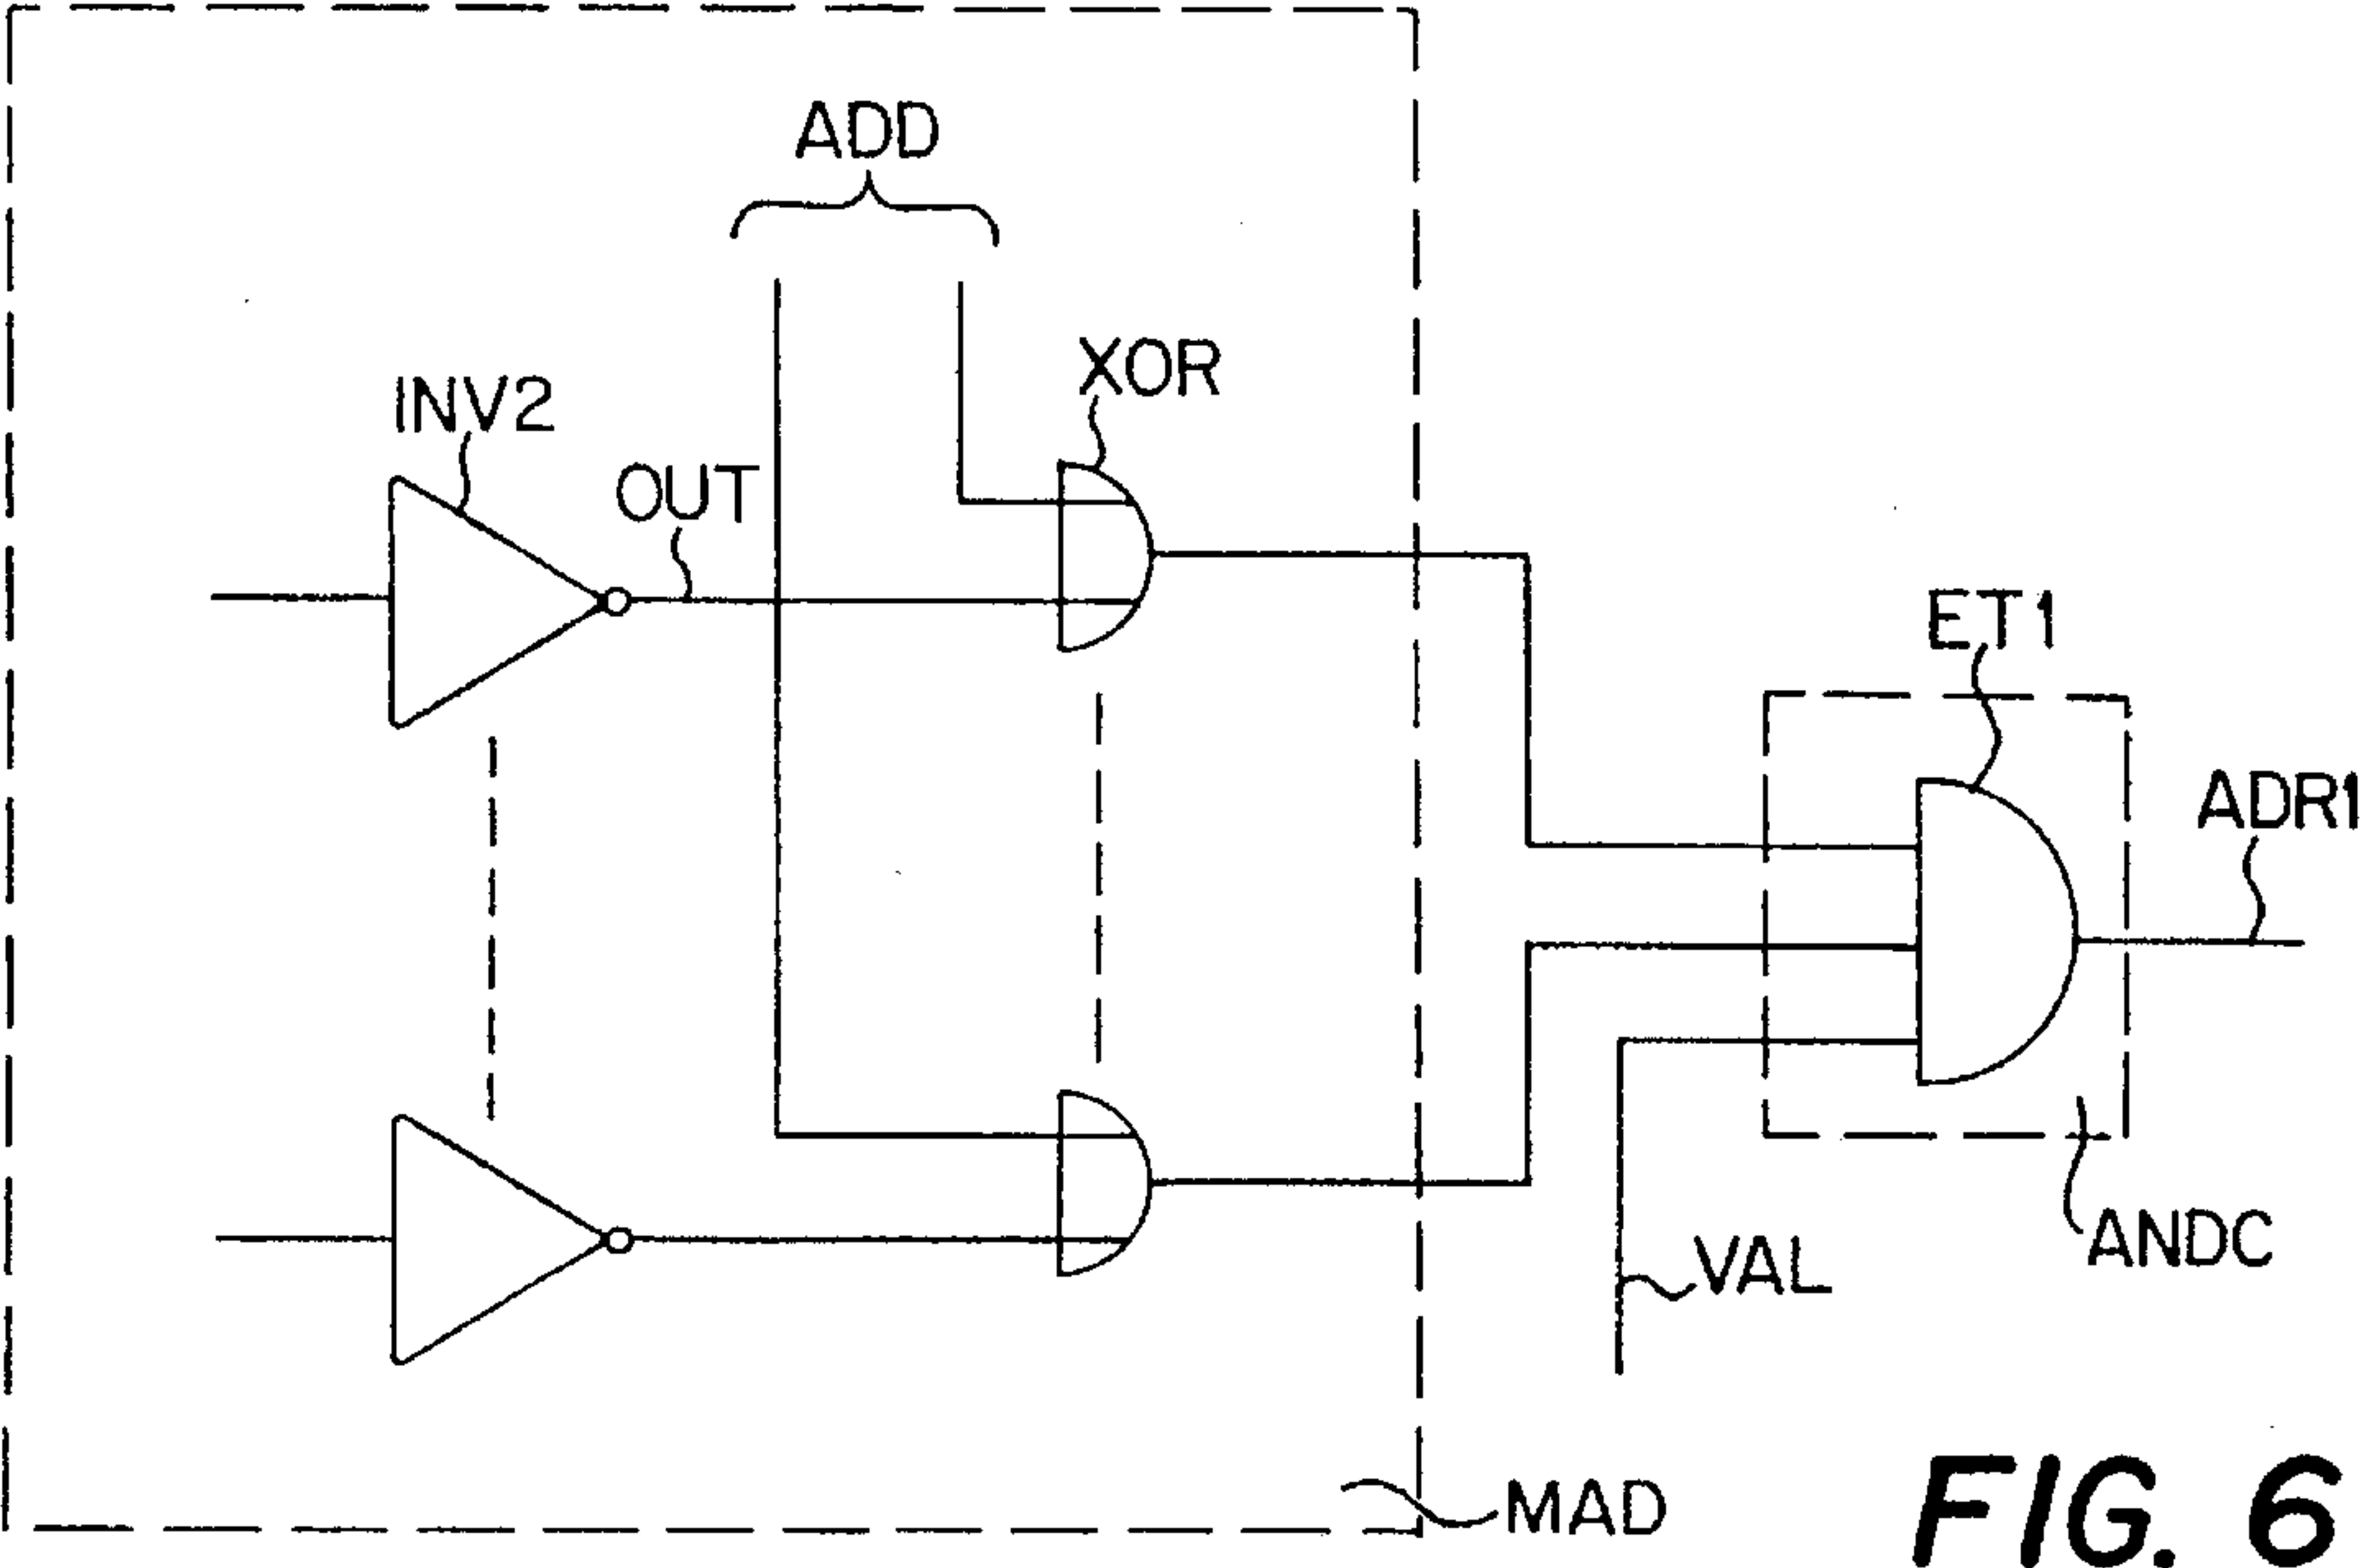 ADD
XOR
INV2
OUT
ET1
ADR1
ANDC
VAL
MAD
FIG. 6